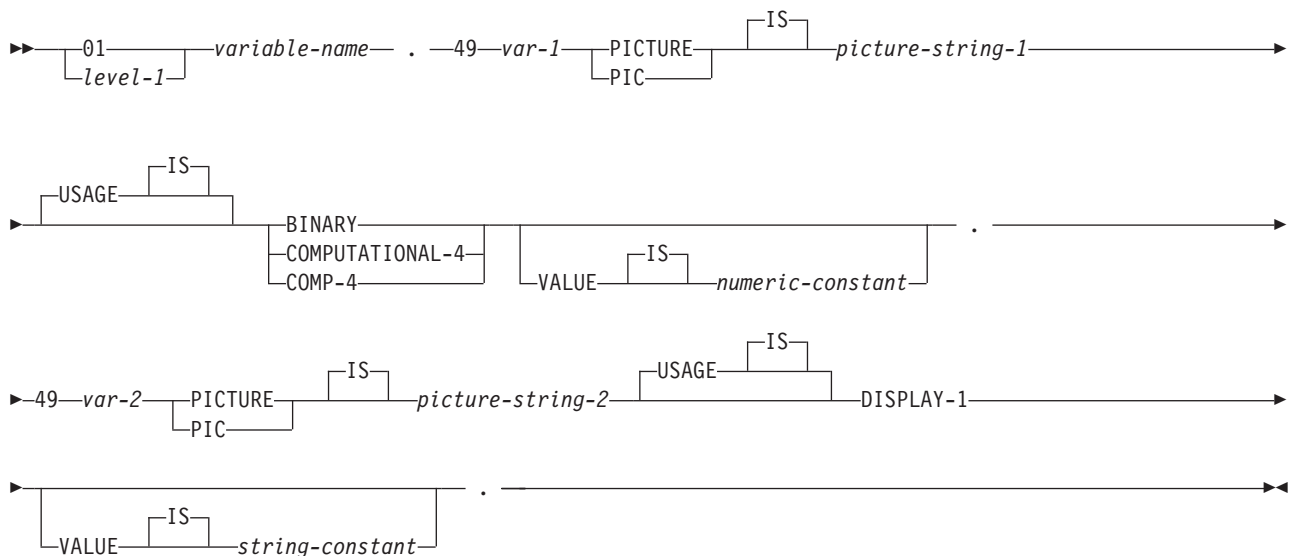 IS
01 variable-name . 49 var-1 PICTURE picture-string-1
level-1 PIC
IS
USAGE IS
BINARY .
COMPUTATIONAL-4 IS
COMP-4 VALUE numeric-constant
IS
IS USAGE
49 var-2 PICTURE picture-string-2 DISPLAY-1
PIC
.
IS
VALUE string-constant